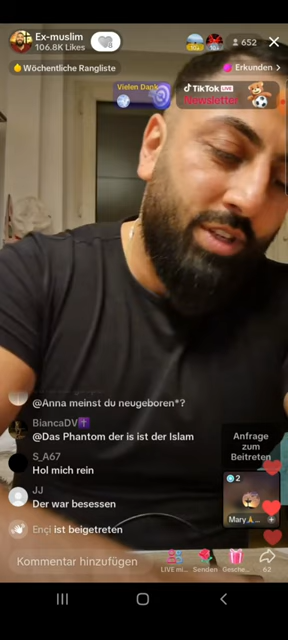 Ex-muslim
106.8K Likes
652
Wöchentliche Rangliste
Erkunden >
Vielen Dank
TikTok LIVE
Newsletter
@Anna meinst du neugeboren*?
BiancaDV
@Das Phantom der is ist der Islam
S_A67
Hol mich rein
JJ
Der war besessen
Ençi ist beigetreten
Anfrage
zum
Beitreten
2
Mary
Kommentar hinzufügen
LIVE mi...
Senden
Gesche...
62